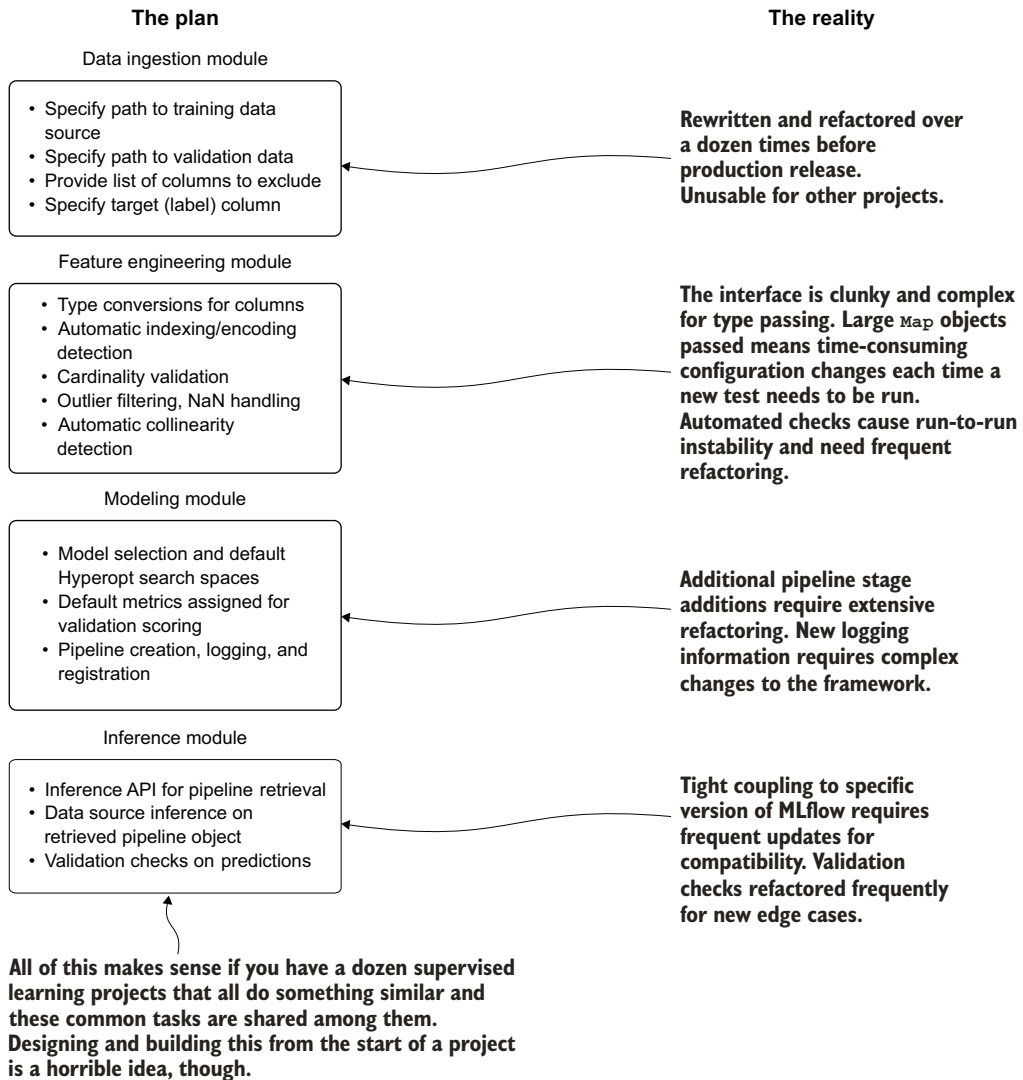 The plan
The reality
Data ingestion module
• Specify path to training data
source
• Specify path to validation data
• Provide list of columns to exclude
• Specify target (label) column
Rewritten and refactored over
a dozen times before
production release.
Unusable for other projects.
Feature engineering module
• Type conversions for columns
• Automatic indexing/encoding
detection
• Cardinality validation
• Outlier filtering, NaN handling
• Automatic collinearity
detection
The interface is clunky and complex
for type passing. Large Map objects
passed means time-consuming
configuration changes each time a
new test needs to be run.
Automated checks cause run-to-run
instability and need frequent
refactoring.
Modeling module
• Model selection and default
Hyperopt search spaces
• Default metrics assigned for
validation scoring
• Pipeline creation, logging, and
registration
Additional pipeline stage
additions require extensive
refactoring. New logging
information requires complex
changes to the framework.
Inference module
• Inference API for pipeline retrieval
• Data source inference on
retrieved pipeline object
• Validation checks on predictions
Tight coupling to specific
version of MLflow requires
frequent updates for
compatibility. Validation
checks refactored frequently
for new edge cases.
All of this makes sense if you have a dozen supervised
learning projects that all do something similar and
these common tasks are shared among them.
Designing and building this from the start of a project
is a horrible idea, though.